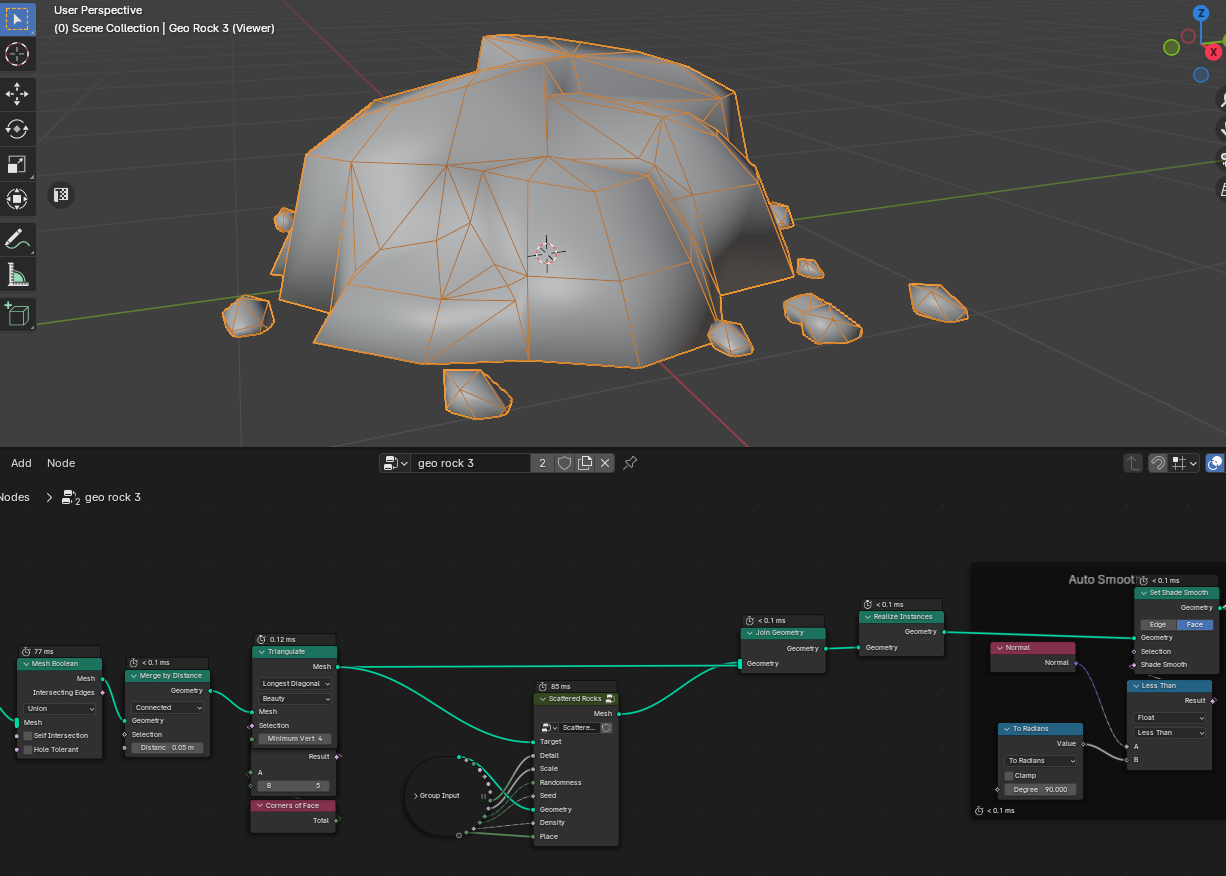 User Perspective
(0) Scene Collection | Geo Rock 3 (Viewer)
Z
X
Add Node
geo rock 3
2
Nodes > 2 geo rock 3
Auto Smoot
< 0.1 ms
Set Shade Smooth
Geometry
Edge Face
Geometry
Selection
Shade Smooth
< 0.1 ms
Realize Instances
Geometry
Geometry
< 0.1 ms
Join Geometry
Geometry
Geometry
0.12 ms
Triangulate
Mesh
Longest Diagonal
Beauty
Mesh
Selection
Minimum Vert 4
Result
A
B 5
Corners of Face
Total
77 ms
Mesh Boolean
Mesh
Intersecting Edges
Union
Mesh
Self Intersection
Hole Tolerant
< 0.1 ms
Merge by Distance
Geometry
Connected
Geometry
Selection
Distanc 0.05 m
85 ms
Scattered Rocks
Mesh
Scattere...
Target
Detail
Scale
Randomness
Seed
Geometry
Density
Place
Group Input
Normal
Normal
Less Than
Result
Float
Less Than
A
B
To Radians
Value
To Radians
Clamp
Degree 90.000
< 0.1 ms